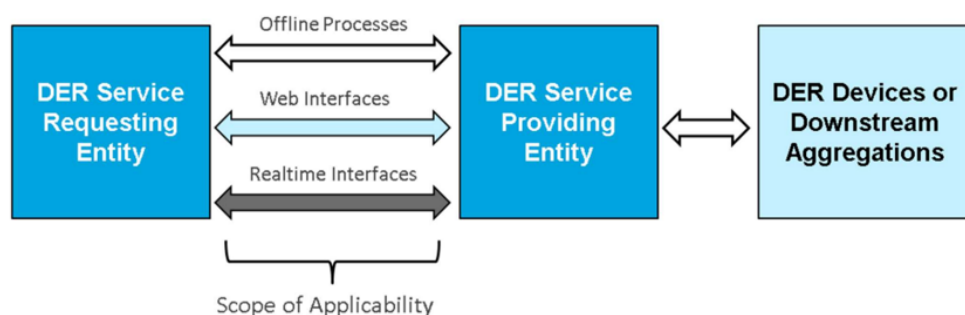 Offline Processes
DER Service
Requesting
Entity
Web Interfaces
Realtime Interfaces
DER Service
Providing
Entity
DER Devices or
Downstream
Aggregations
Scope of Applicability